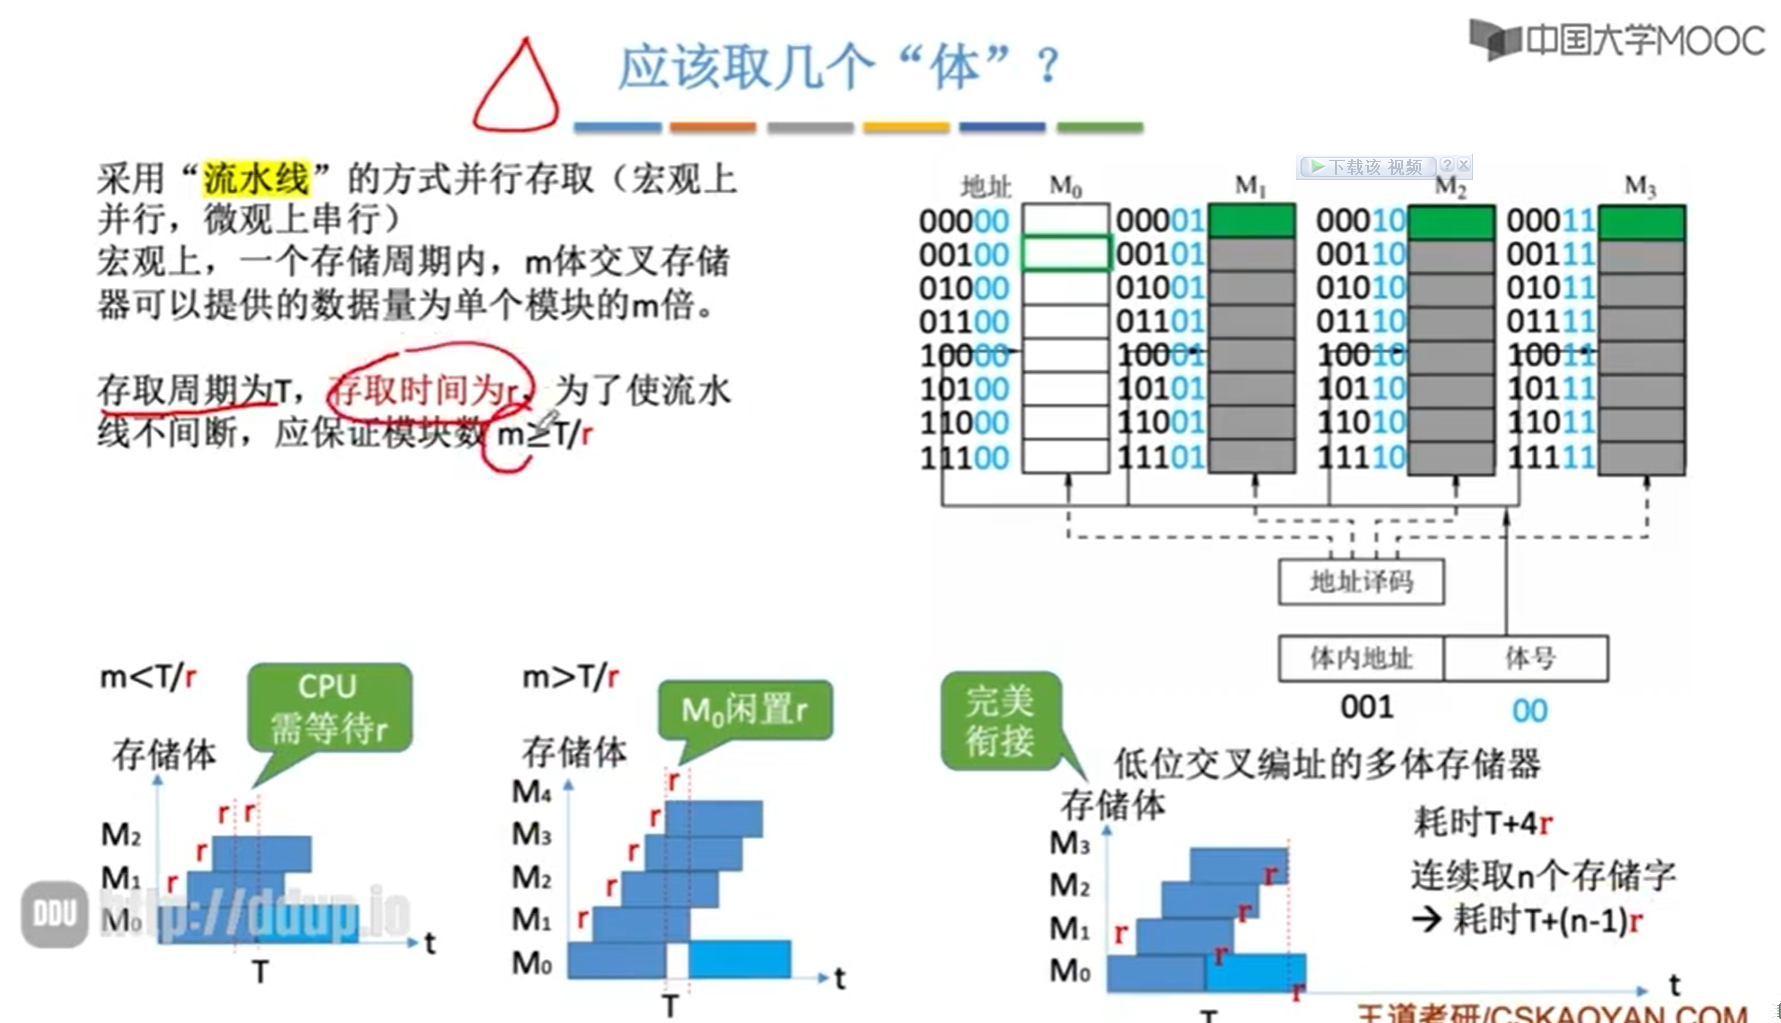 中国大学MOOC
应该取几个“体”？
采用“流水线”的方式并行存取（宏观上
并行，微观上串行）
宏观上，一个存储周期内，m体交叉存储
器可以提供的数据量为单个模块的m倍。
存取周期为T，存取时间为r，为了使流水
线不间断，应保证模块数 m≥T/r
下载该 视频 ? X
地址 M0 M1 M2 M3
00000 00001 00010 00011
00100 00101 00110 00111
01000 01001 01010 01011
01100 01101 01110 01111
10000 10001 10010 10011
10100 10101 10110 10111
11000 11001 11010 11011
11100 11101 11110 11111
地址译码
体内地址 体号
001 00
低位交叉编址的多体存储器
m<T/r
CPU
需等待r
存储体
r r
M2 r
M1 r
M0
t
T
m>T/r
M0闲置r
存储体
r
M4
r
M3
r
M2
r
M1
r
M0
t
T
完美
衔接
存储体
M3
r
M2
r
M1 r
r
M0
r
t
T
耗时T+4r
连续取n个存储字
→ 耗时T+(n-1)r
DDU http://ddup.io
王道考研/CSKAOYAN.COM